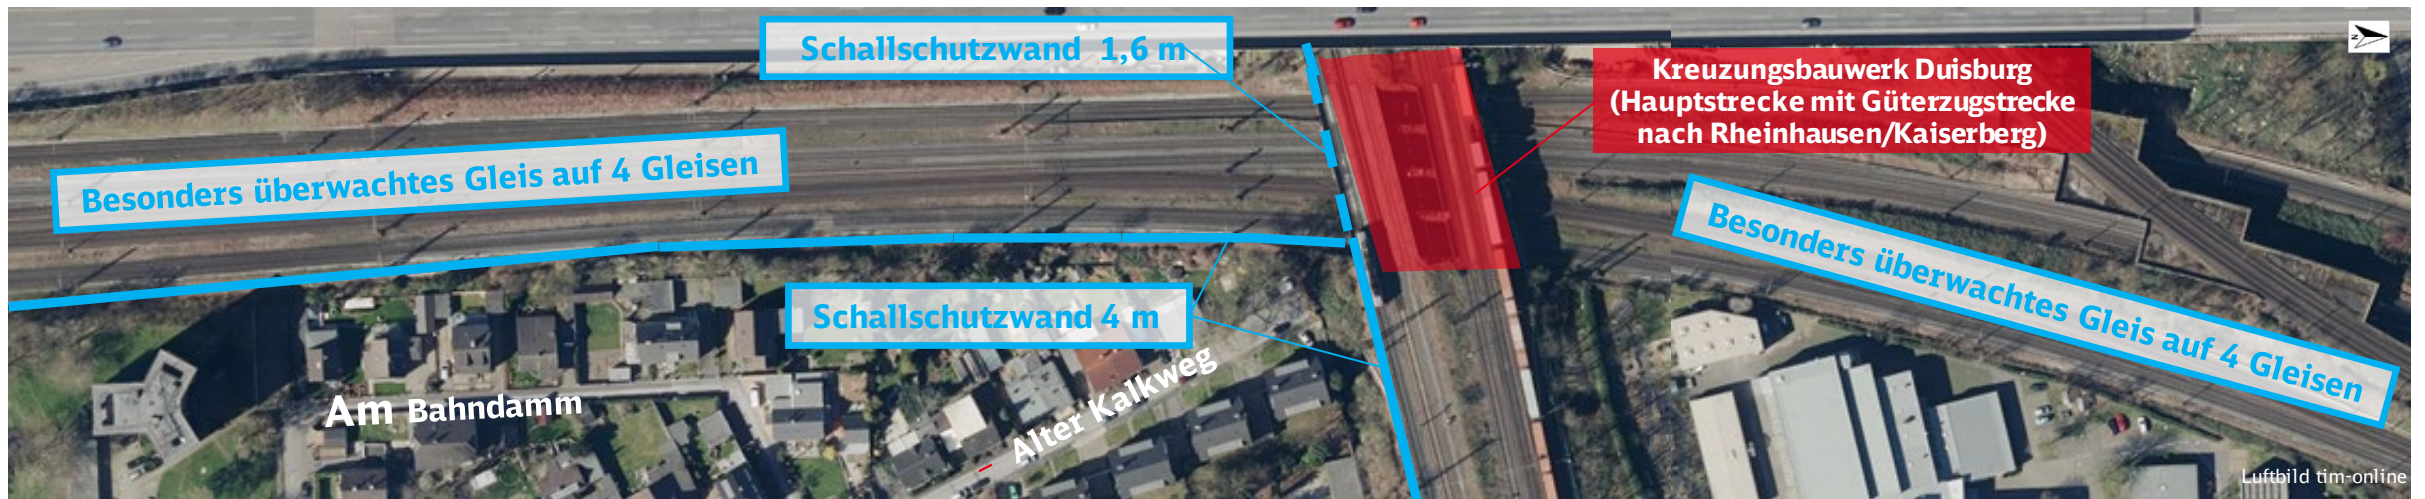 Schallschutzwand 1,6 m
N
Kreuzungsbauwerk Duisburg
(Hauptstrecke mit Güterzugstrecke
nach Rheinhausen/Kaiserberg)
Besonders überwachtes Gleis auf 4 Gleisen
Besonders überwachtes Gleis auf 4 Gleisen
Schallschutzwand 4 m
Am Bahndamm
Alter Kalkweg
Luftbild tim-online